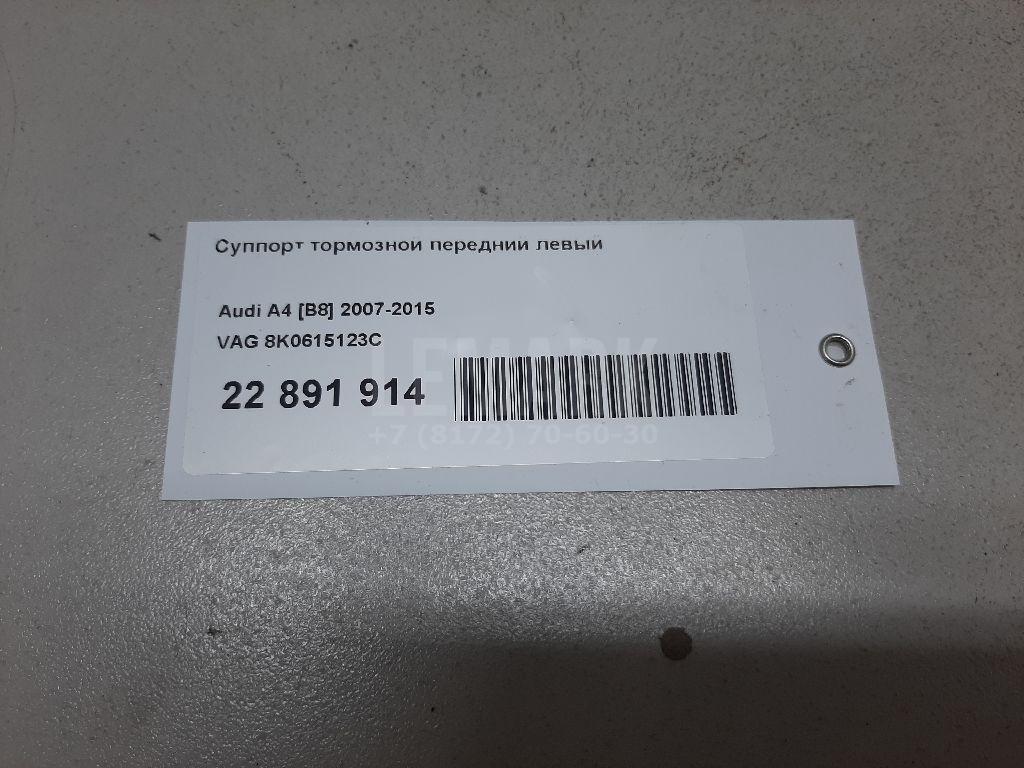 Суппорт тормозной передний левый
Audi A4 [B8] 2007-2015
VAG 8K0615123C
22 891 914
LEMARK
+7 (8172) 70-60-30